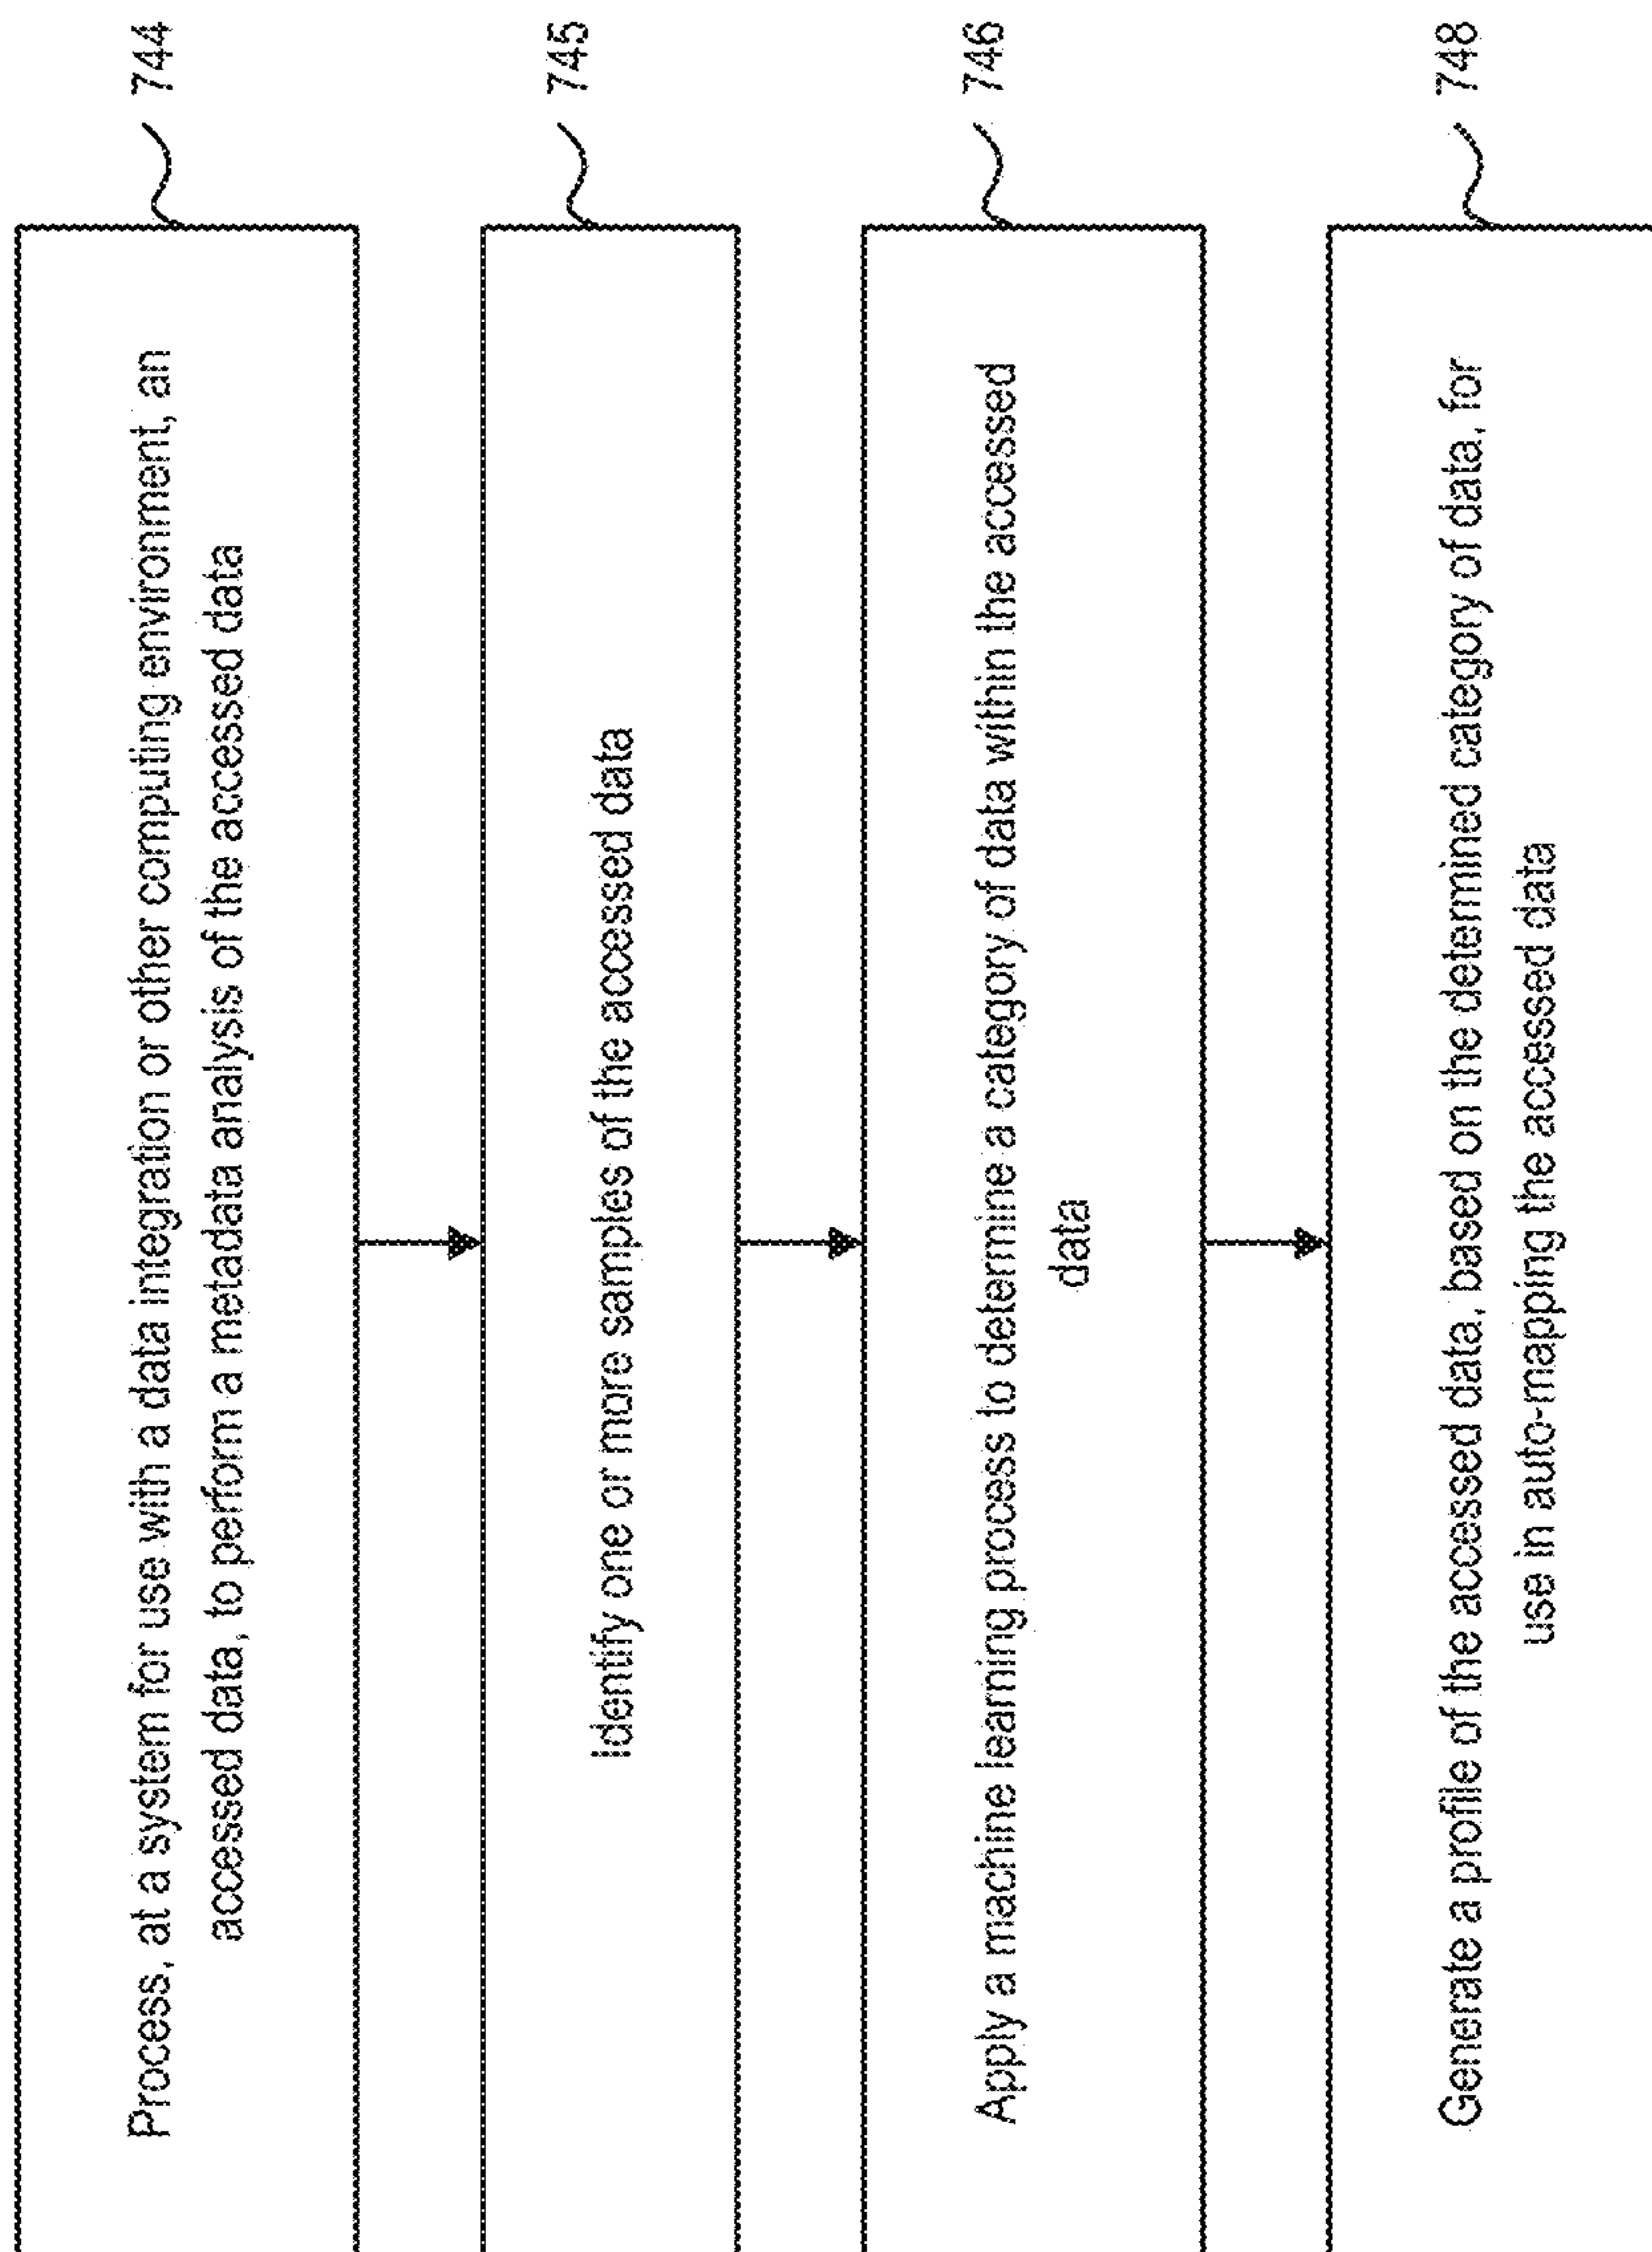 Process, at a system for use with a data integration or other computing environment, an
accessed data, to perform a metadata analysis of the accessed data
744
Identify one or more samples of the accessed data
745
Apply a machine learning process to determine a category of data within the accessed
data
746
Generate a profile of the accessed data, based on the determined category of data, for
use in auto-mapping the accessed data
748